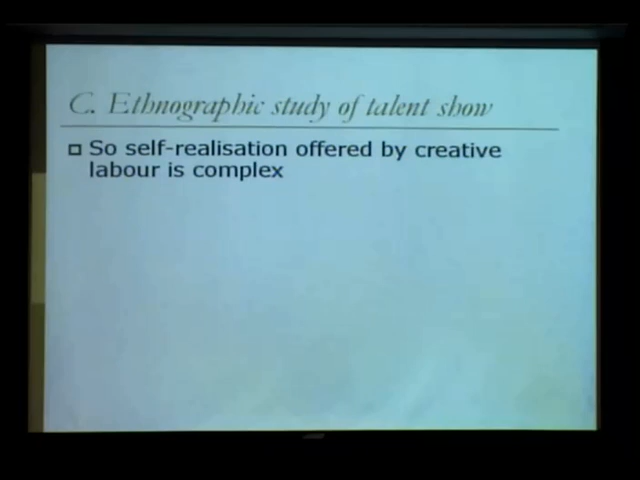 C. Ethnographic study of talent show
So self-realisation offered by creative
labour is complex